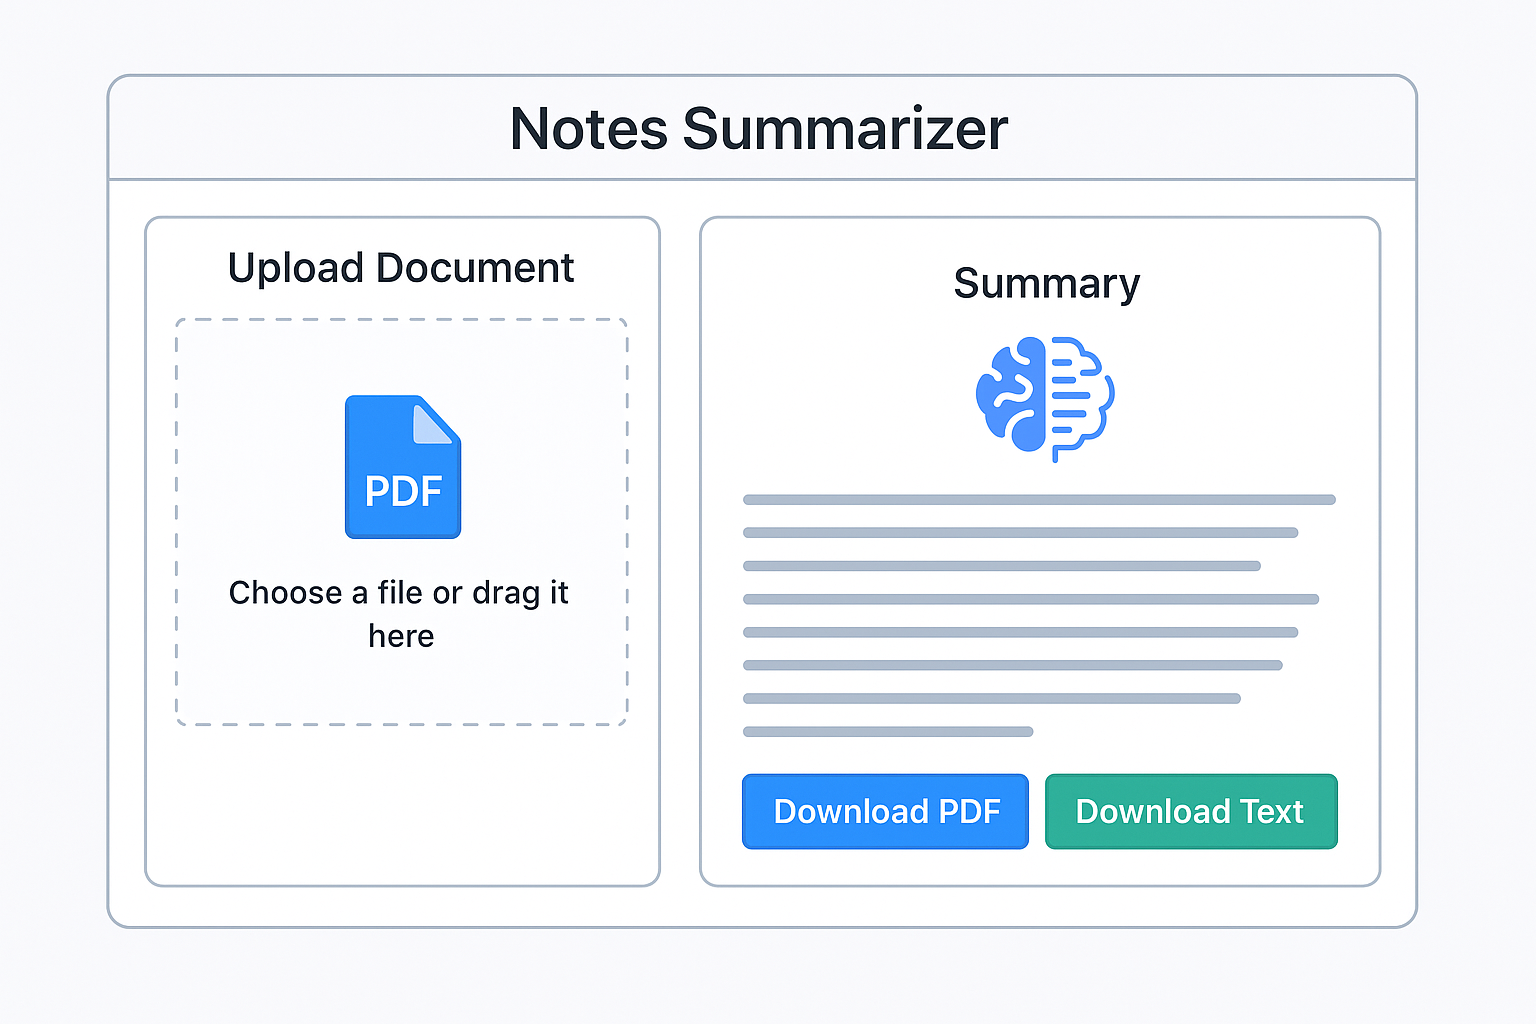 Notes Summarizer
Upload Document
PDF
Choose a file or drag it
here
Summary
Download PDF
Download Text